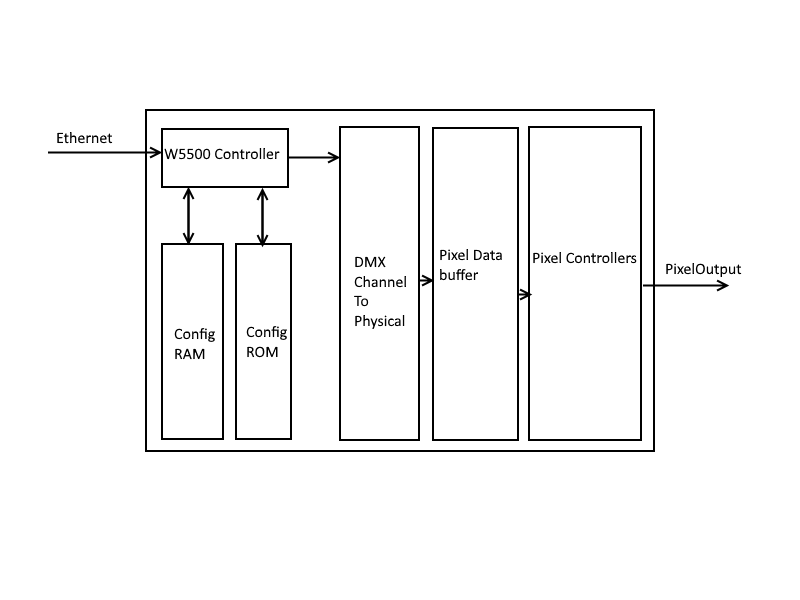 Ethernet
W5500 Controller
DMX
Channel
To
Physical
Pixel Data
buffer
Pixel Controllers
PixelOutput
Config
RAM
Config
ROM